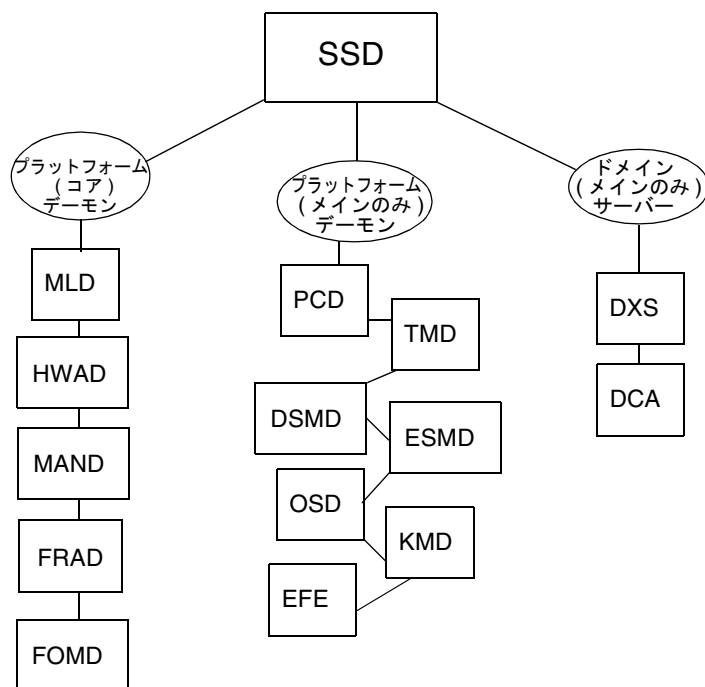 SSD
プラットフォーム
(コア)
デーモン
プラットフォーム
(メインのみ)
デーモン
ドメイン
(メインのみ)
サーバー
MLD
HWAD
MAND
FRAD
FOMD
PCD
TMD
DSMD
ESMD
OSD
KMD
EFE
DXS
DCA